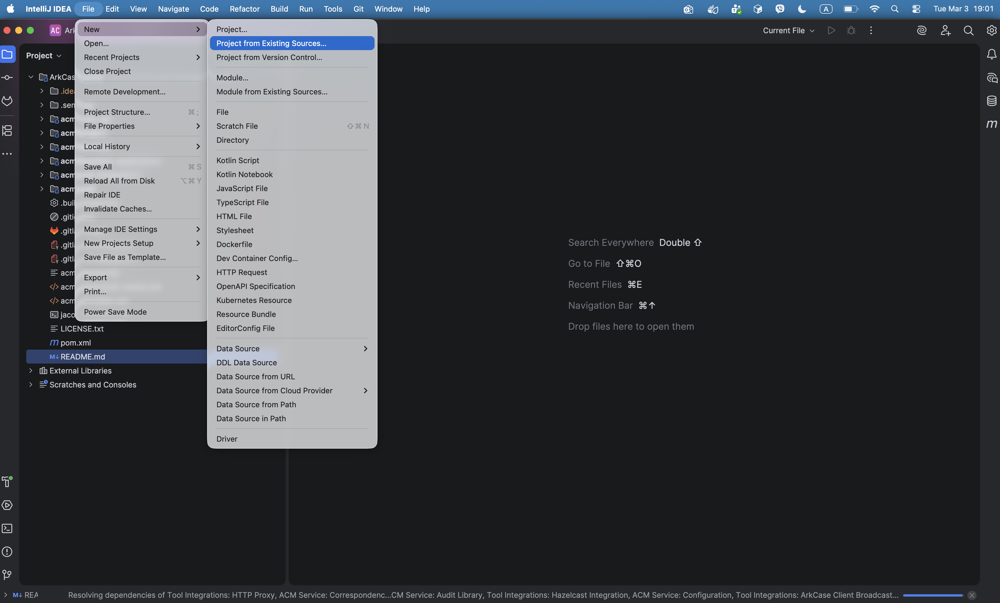 IntelliJ IDEA File Edit View Navigate Code Refactor Build Run Tools Git Window Help A Tue Mar 3 19:01
AC Ark Current File
Project
ArkCas
.idea
.sen
acm
acm
acm
acm
acm
acm
.buil
.giti
.gitla
.gitla
.gitla
acm
acm
acm
jaco
LICENSE.txt
m pom.xml
M↓ README.md
External Libraries
Scratches and Consoles
New
Open...
Recent Projects
Close Project
Remote Development...
Project Structure... ⌘ ;
File Properties
Local History
Save All ⌘ S
Reload All from Disk ⌥ ⌘ Y
Repair IDE
Invalidate Caches...
Manage IDE Settings
New Projects Setup
Save File as Template...
Export
Print...
Power Save Mode
Project...
Project from Existing Sources...
Project from Version Control...
Module...
Module from Existing Sources...
File
Scratch File ⇧ ⌘ N
Directory
Kotlin Script
Kotlin Notebook
JavaScript File
TypeScript File
HTML File
Stylesheet
Dockerfile
Dev Container Config...
HTTP Request
OpenAPI Specification
Kubernetes Resource
Resource Bundle
EditorConfig File
Data Source
DDL Data Source
Data Source from URL
Data Source from Cloud Provider
Data Source from Path
Data Source in Path
Driver
Search Everywhere Double ⇧
Go to File ⇧⌘O
Recent Files ⌘E
Navigation Bar ⌘↑
Drop files here to open them
m
M↓ REA Resolving dependencies of Tool Integrations: HTTP Proxy, ACM Service: Correspondenc...CM Service: Audit Library, Tool Integrations: Hazelcast Integration, ACM Service: Configuration, Tool Integrations: ArkCase Client Broadcast...